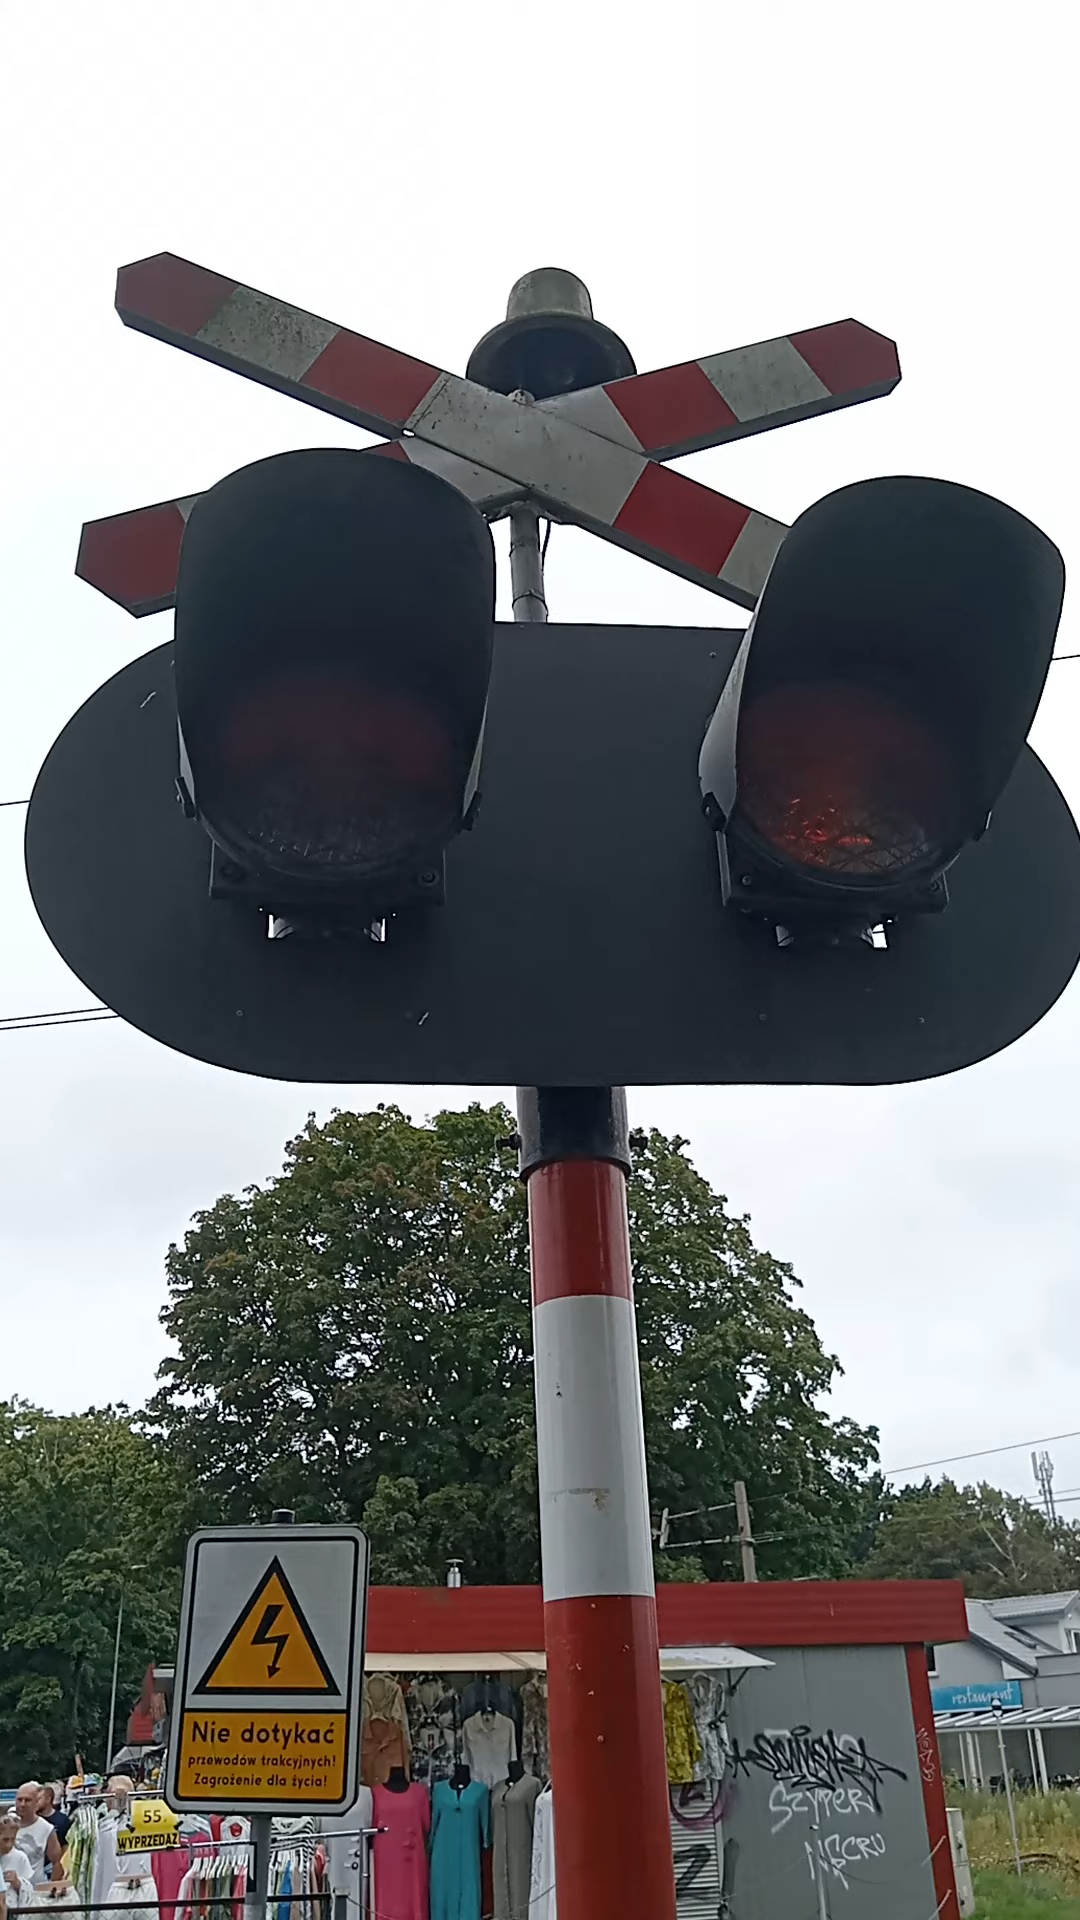 restaurant
Nie dotykać
przewodów trakcyjnych!
Zagrożenie dla życia!
55,
WYPRZEDAŻ
SZYPER